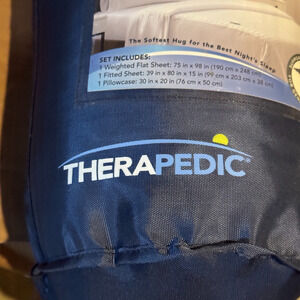 The Softest Hug for the Best Night's Sleep
SET INCLUDES:
1 Weighted Flat Sheet: 75 in x 98 in (190 cm x 248 cm)
1 Fitted Sheet: 39 in x 80 in x 15 in (99 cm x 203 cm x 38 cm)
1 Pillowcase: 30 in x 20 in (76 cm x 50 cm)
THERAPEDIC®